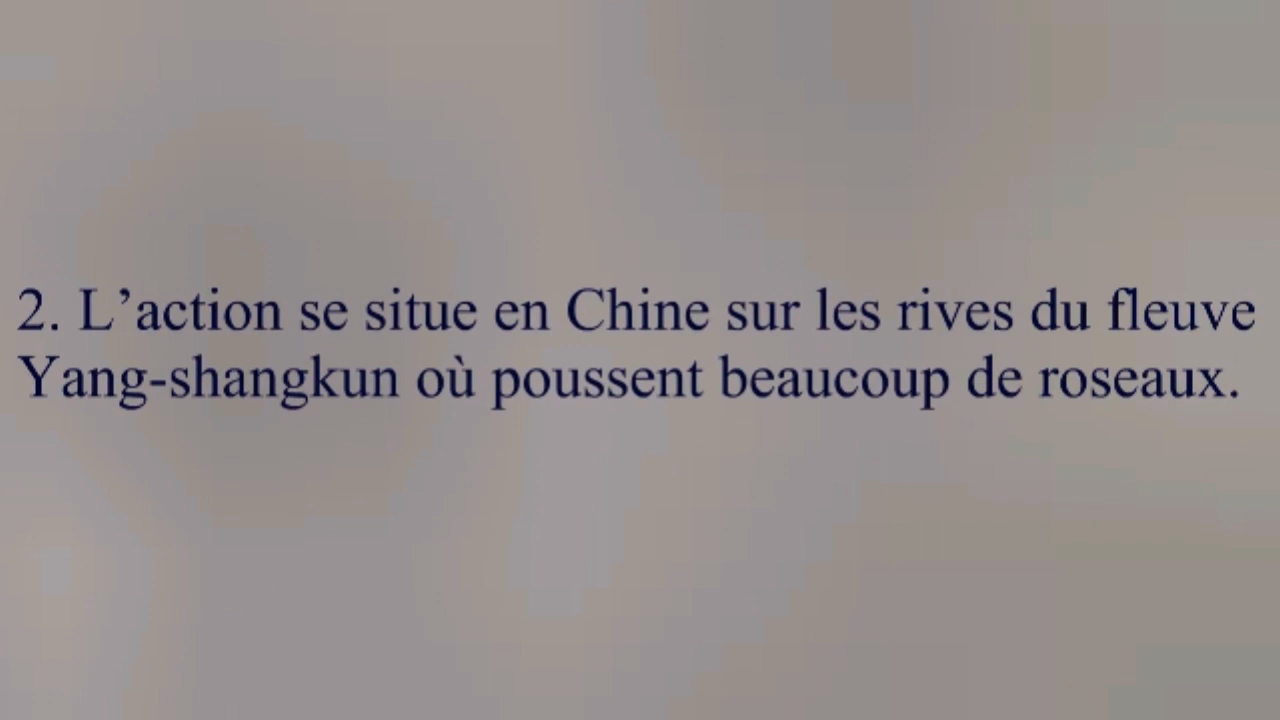 2. L’action se situe en Chine sur les rives du fleuve
Yang-shangkun où poussent beaucoup de roseaux.